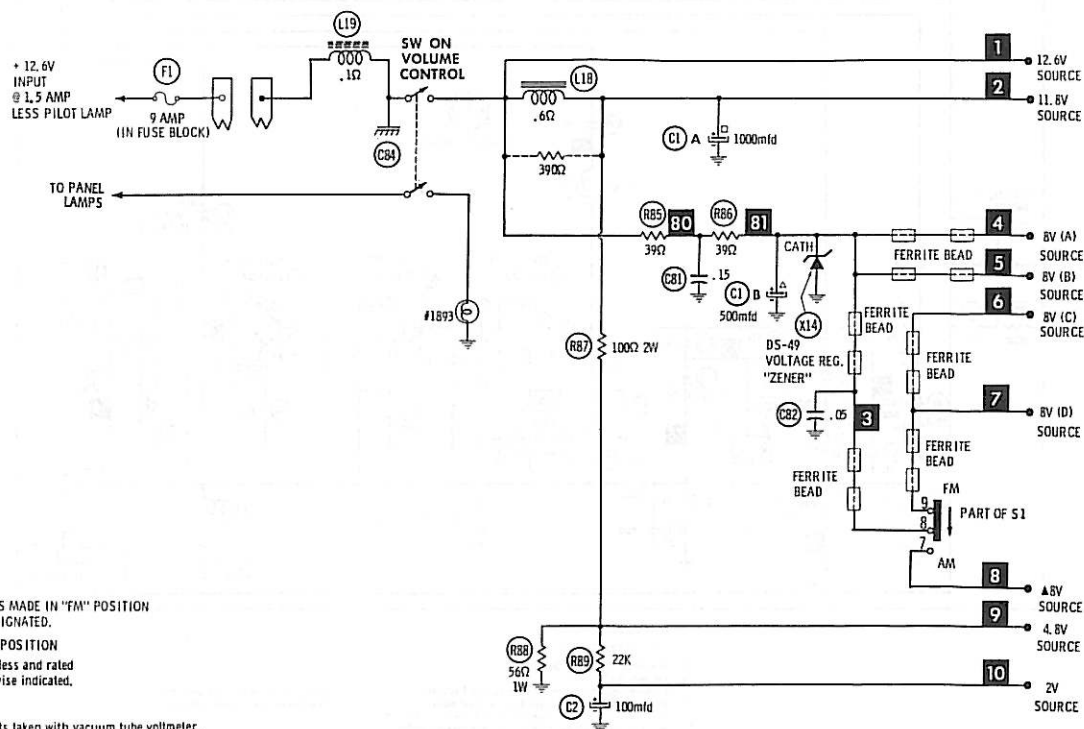 L19
SW ON
VOLUME
CONTROL
.1Ω
+ 12.6V
INPUT
@ 1.5 AMP
LESS PILOT LAMP
F1
9 AMP
(IN FUSE BLOCK)
C84
L18
.6Ω
390Ω
1
12.6V
SOURCE
2
11.8V
SOURCE
C1 A
1000mfd
TO PANEL
LAMPS
#1893
R85
39Ω
80
R86
39Ω
81
C81
.15
C1 B
500mfd
CATH
X14
DS-49
VOLTAGE REG.
"ZENER"
FERRITE BEAD
4
8V (A)
SOURCE
5
8V (B)
SOURCE
6
8V (C)
SOURCE
FERRITE
BEAD
FERRITE
BEAD
R87
100Ω 2W
C82
.05
3
7
8V (D)
SOURCE
FERRITE
BEAD
FERRITE
BEAD
FM
9
8
7
PART OF S1
AM
8
▲8V
SOURCE
9
4.8V
SOURCE
R88
56Ω
1W
R89
22K
10
2V
SOURCE
C2
100mfd
S MADE IN "FM" POSITION
IGNATED.
POSITION
less and rated
wise indicated.
ts taken with vacuum tube voltmeter